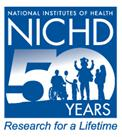 NATIONAL INSTITUTES OF HEALTH
NICHD
50
YEARS
Research for a Lifetime